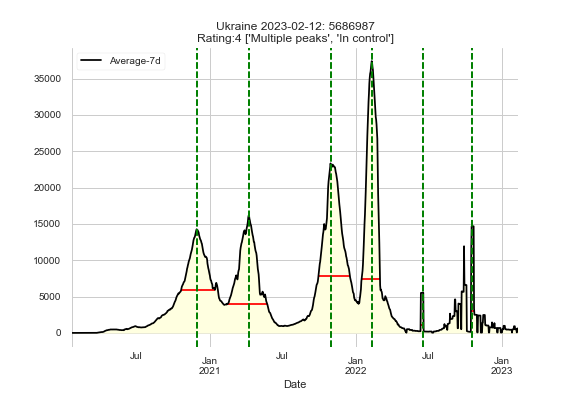 Ukraine 2023-02-12: 5686987
Rating:4 ['Multiple peaks', 'In control']
Average-7d
35000
30000
25000
20000
15000
10000
5000
0
Jul
Jan
2021
Jul
Jan
2022
Jul
Jan
2023
Date